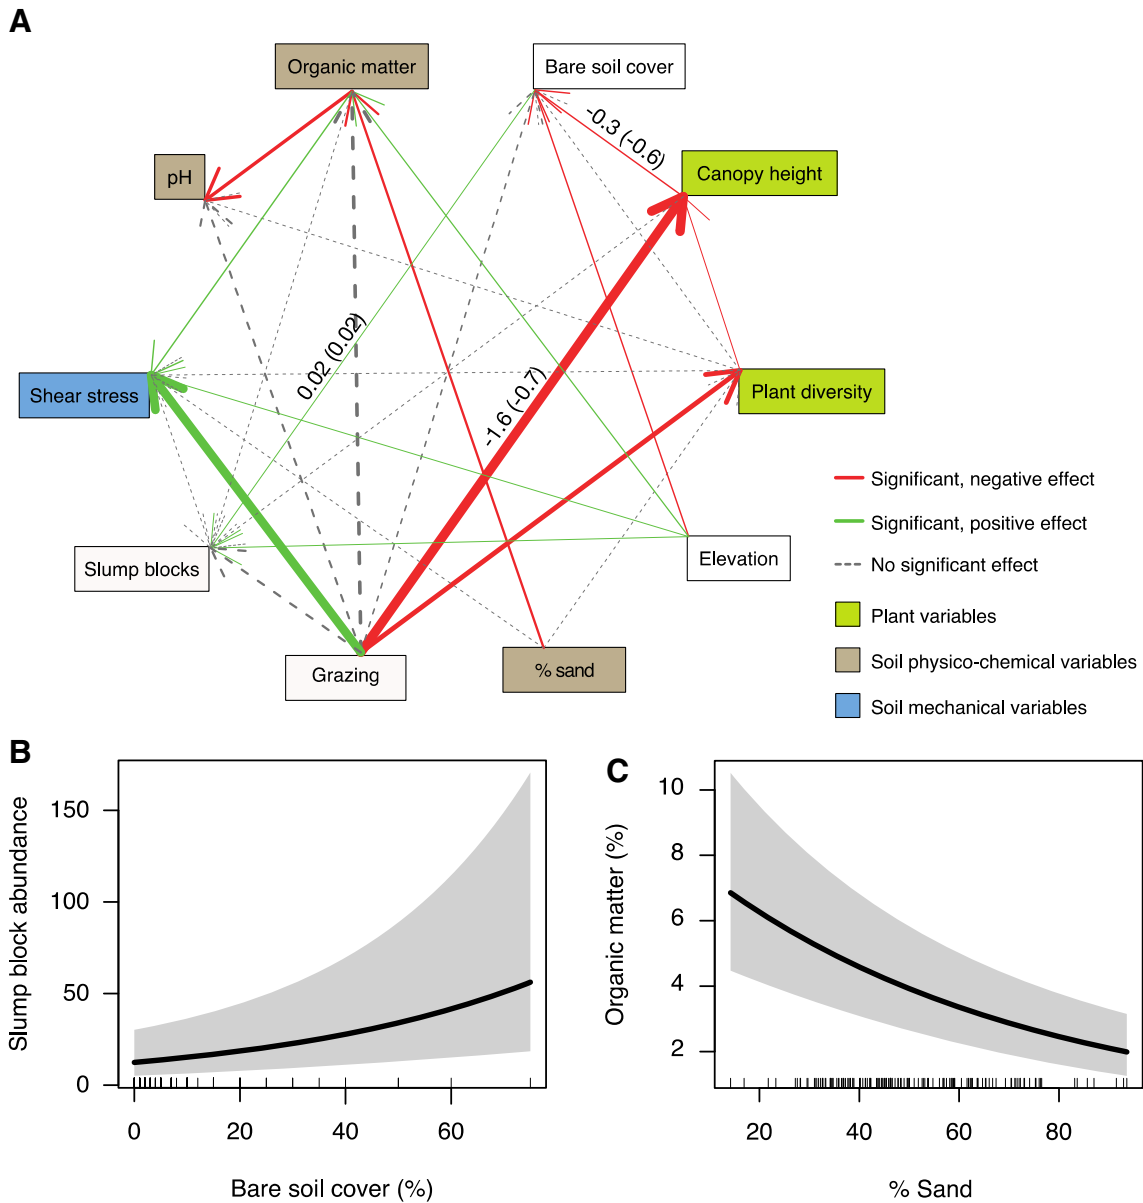 A
Organic matter
Bare soil cover
-0.3 (-0.6)
pH
Canopy height
0.02 (0.02)
-1.6 (-0.7)
Shear stress
Plant diversity
Significant, negative effect
Significant, positive effect
No significant effect
Slump blocks
Elevation
Plant variables
Grazing
% sand
Soil physico-chemical variables
Soil mechanical variables
B
Slump block abundance
150
100
50
0
0 20 40 60
Bare soil cover (%)
C
Organic matter (%)
10
8
6
4
2
20 40 60 80
% Sand